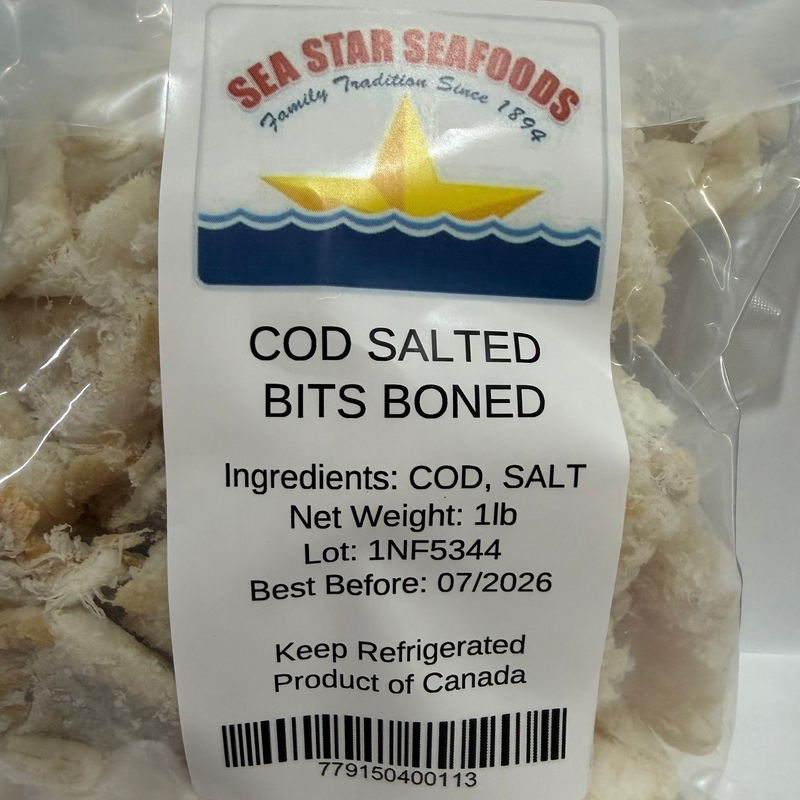 SEA STAR SEAFOODS
Family Tradition Since 1894
COD SALTED
BITS BONED
Ingredients: COD, SALT
Net Weight: 1lb
Lot: 1NF5344
Best Before: 07/2026
Keep Refrigerated
Product of Canada
779150400113